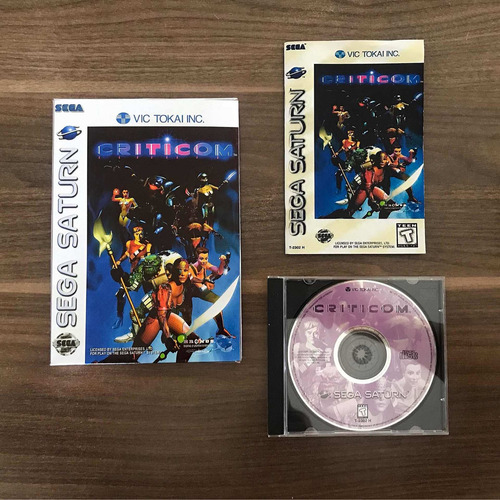 SEGA
VIC TOKAI INC.
CRITICOM
SEGA SATURN
LICENSED BY SEGA ENTERPRISES, LTD.
FOR PLAY ON THE SEGA SATURN
SEGA
SEGA
VIC TOKAI INC.
CRITICOM
SEGA SATURN
TEEN
T
LICENSED BY SEGA ENTERPRISES, LTD.
FOR PLAY ON THE SEGA SATURN SYSTEM.
VIC TOKAI INC.
CRITICOM
SEGA SATURN